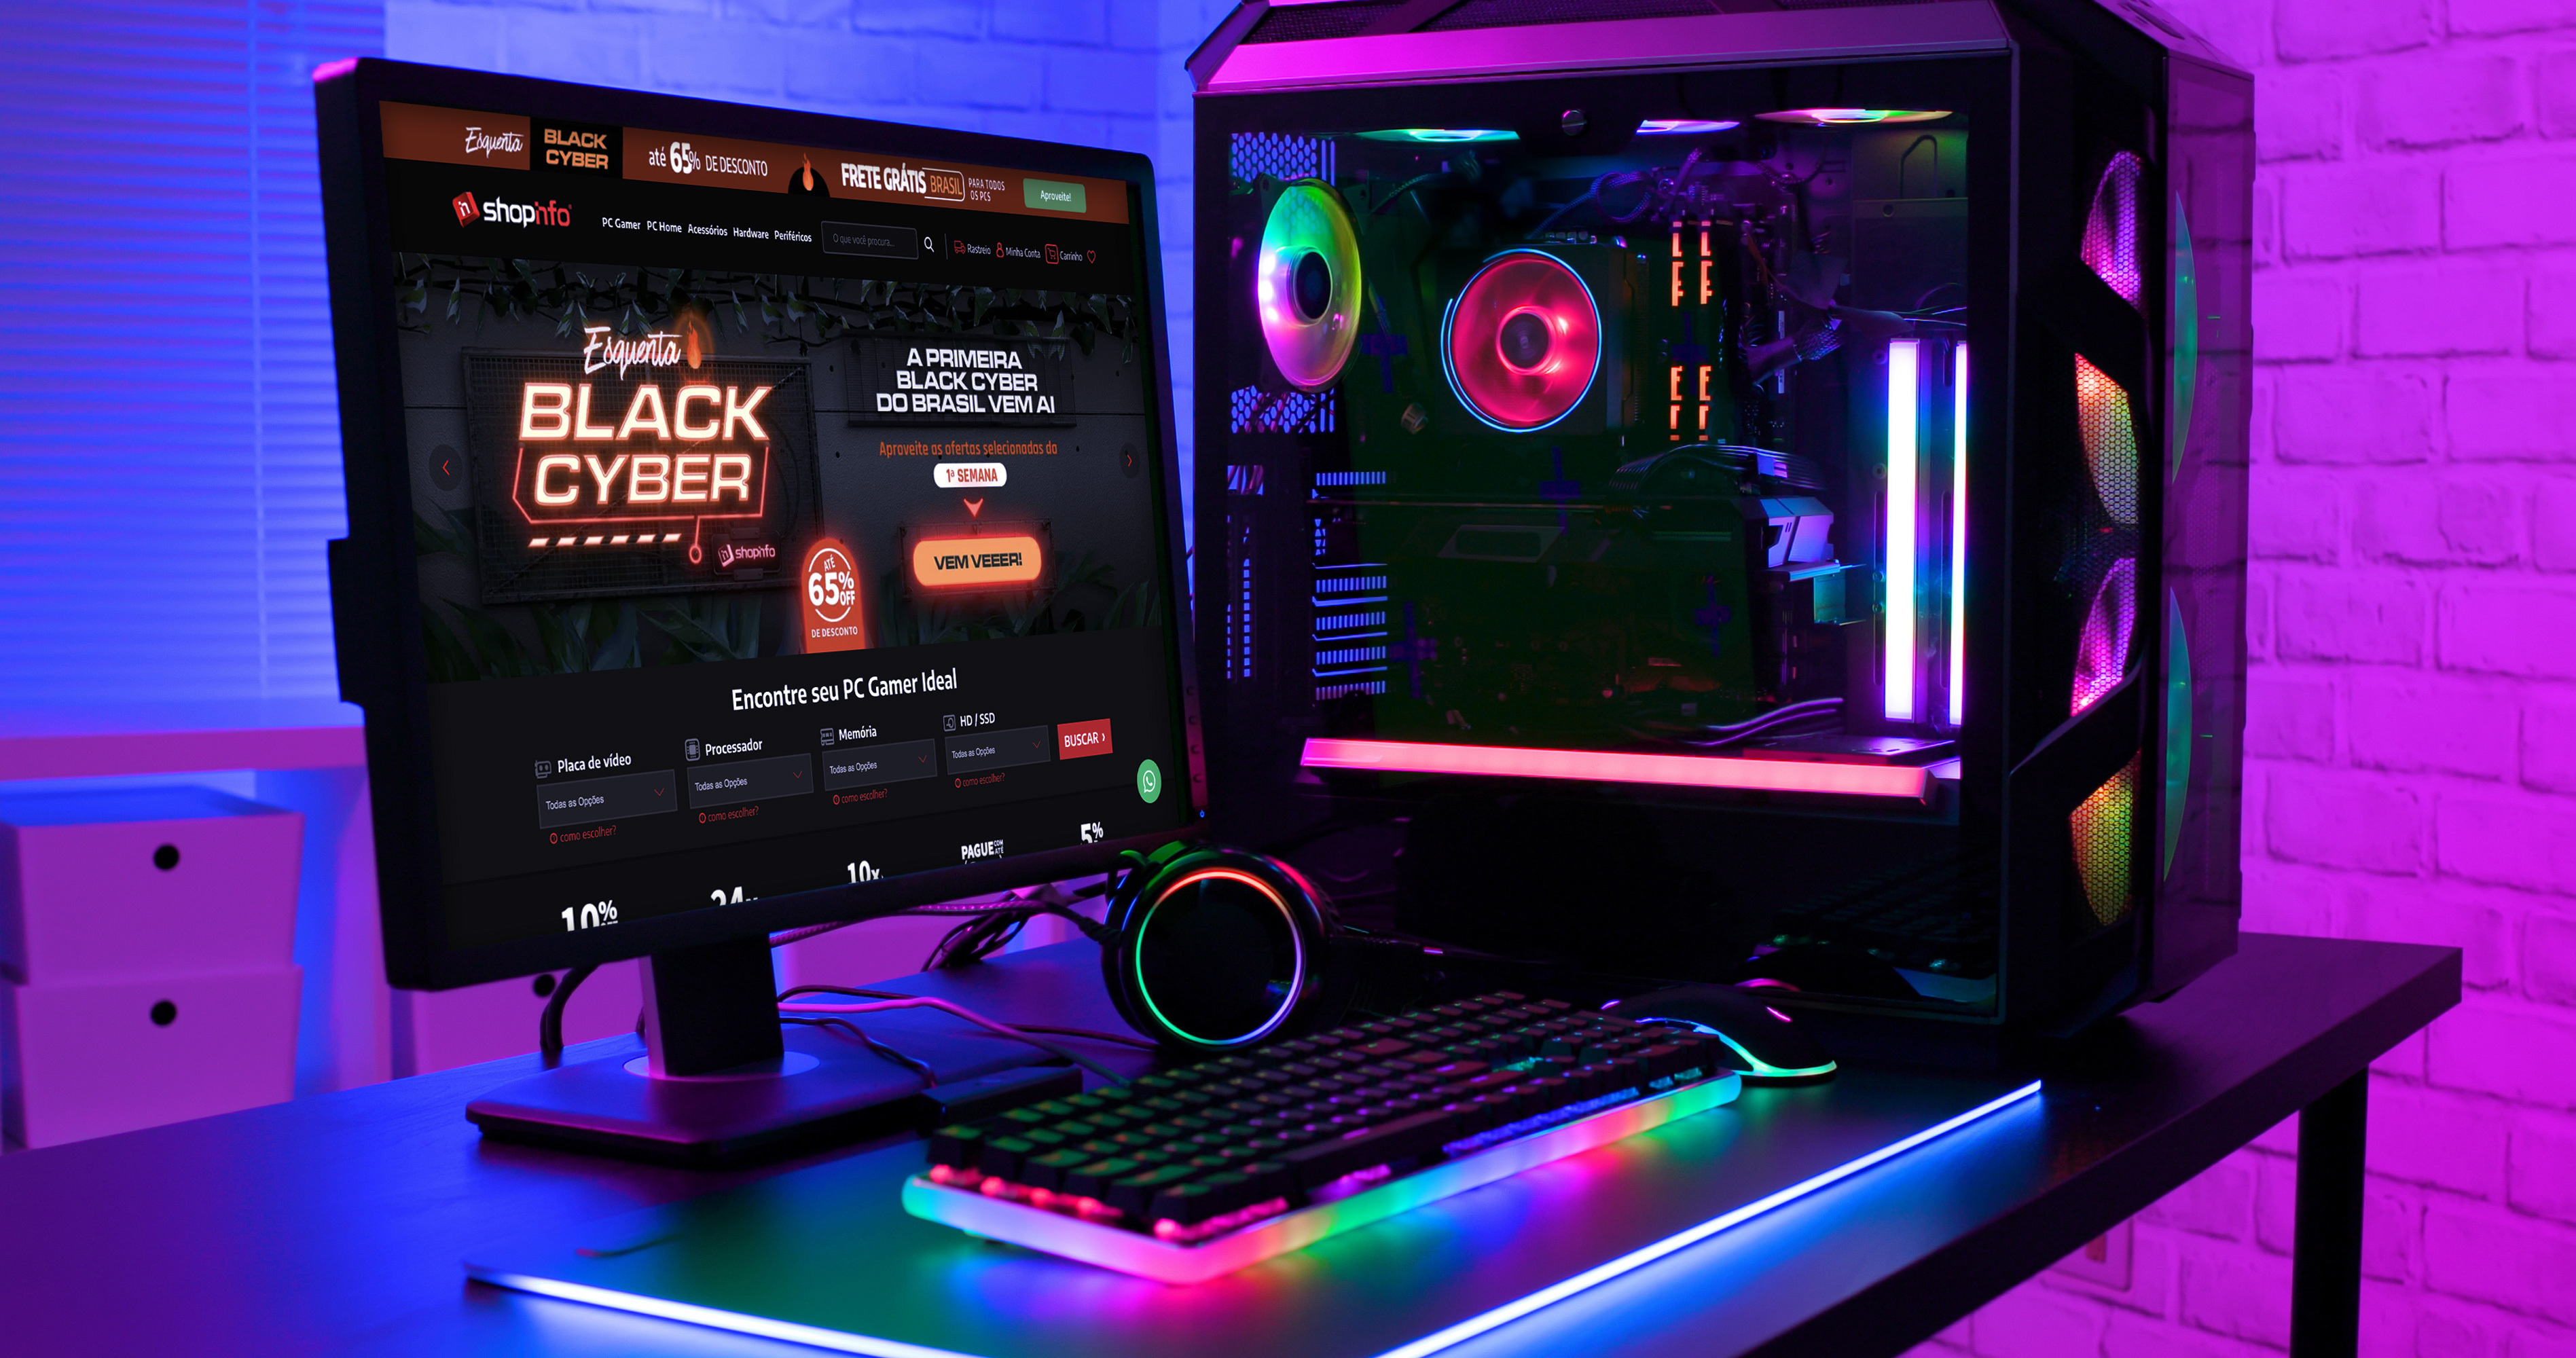 Esquenta
BLACK
CYBER
até 65% DE DESCONTO
FRETE GRÁTIS BRASIL
PARA TODOS
OS PCS
Aproveite!
shopinfo
PC Gamer PC Home Acessórios Hardware Periféricos
O que você procura...
Rastreio Minha Conta Carrinho
Esquenta
BLACK
CYBER
shopinfo
ATÉ
65% OFF
DE DESCONTO
A PRIMEIRA
BLACK CYBER
DO BRASIL VEM AI
Aproveite as ofertas selecionadas da
1ª SEMANA
VEM VEEER!
Encontre seu PC Gamer Ideal
Placa de vídeo
Todas as Opções
como escolher?
Processador
Todas as Opções
como escolher?
Memória
Todas as Opções
como escolher?
HD / SSD
Todas as Opções
como escolher?
BUSCAR ›
10%
24x
10x
PAGUE COM
ATÉ
5%